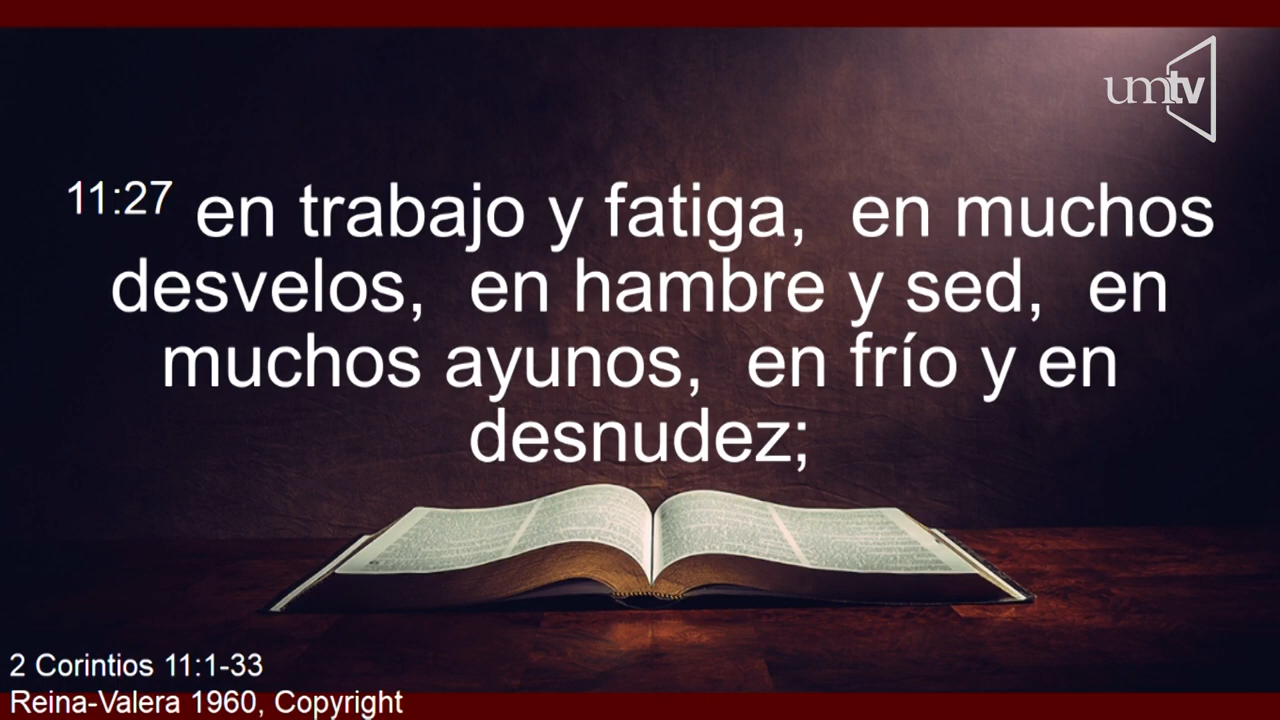 umtv
11:27 en trabajo y fatiga, en muchos
desvelos, en hambre y sed, en
muchos ayunos, en frío y en
desnudez;
2 Corintios 11:1-33
Reina-Valera 1960, Copyright